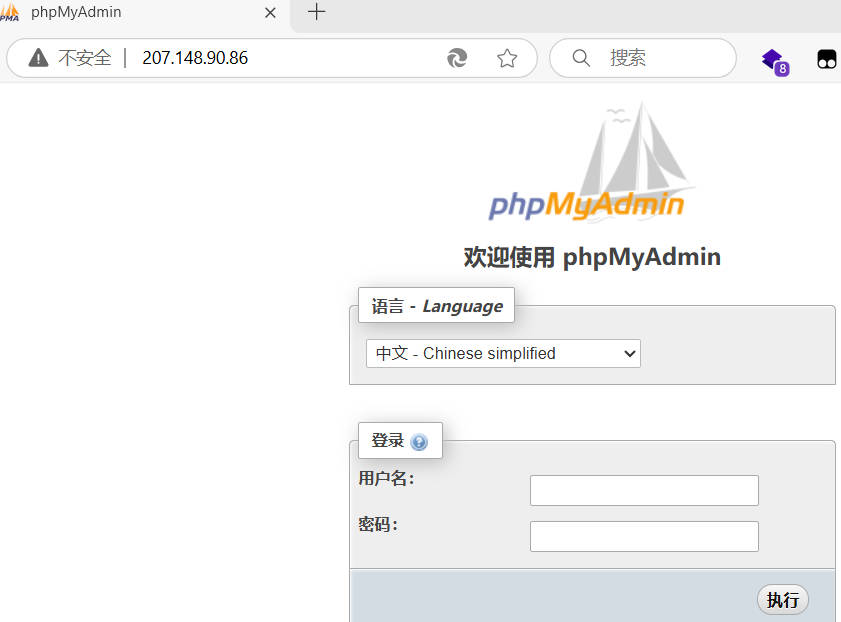 PMA phpMyAdmin
不安全 207.148.90.86
搜索
8
phpMyAdmin
欢迎使用 phpMyAdmin
语言 - Language
中文 - Chinese simplified
登录 ?
用户名:
密码:
执行